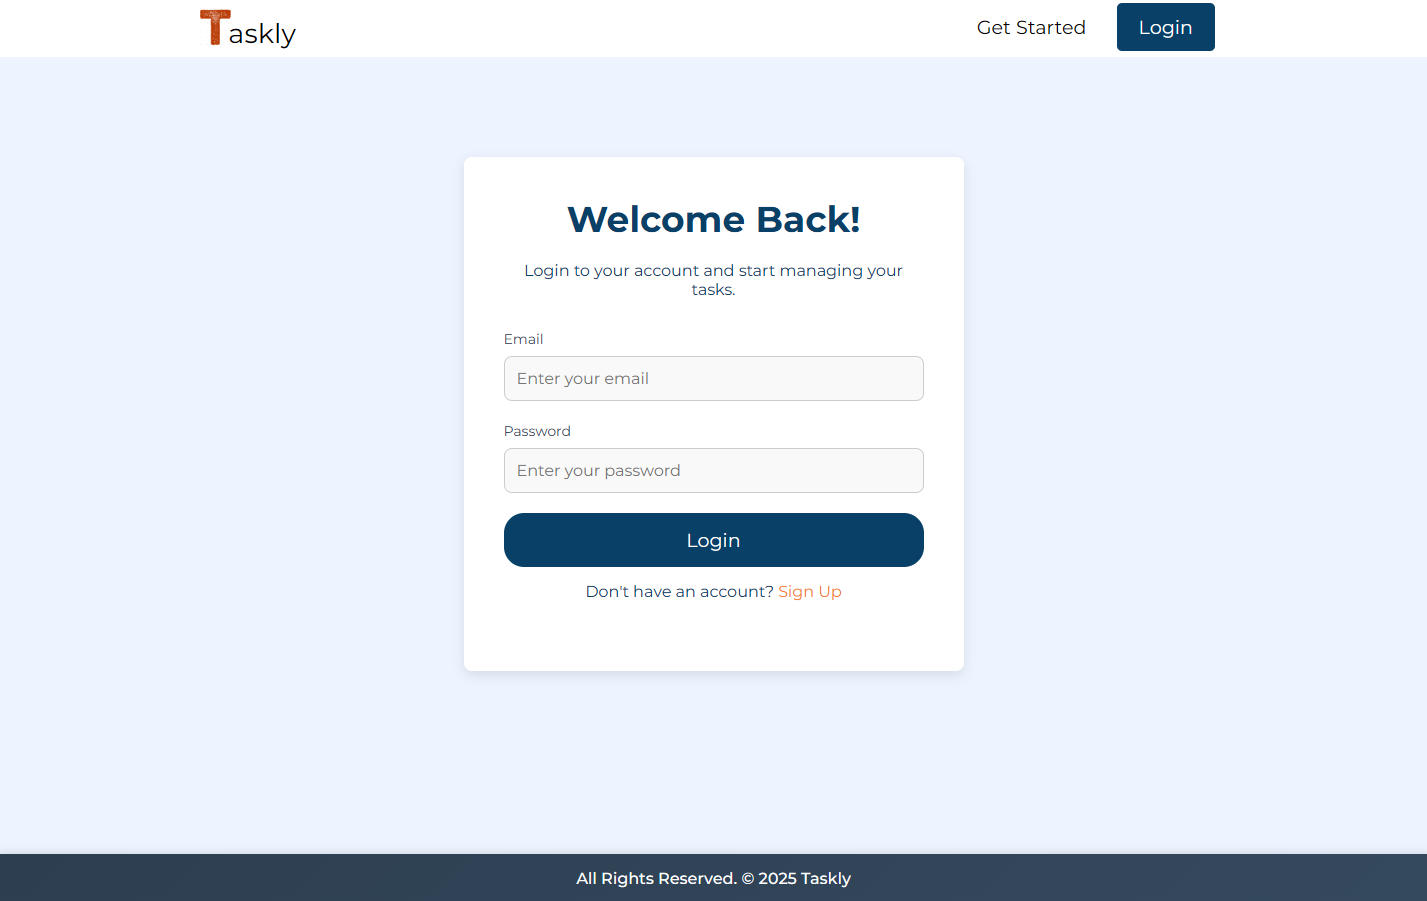 Taskly
Get Started
Login
Welcome Back!
Login to your account and start managing your
tasks.
Email
Enter your email
Password
Enter your password
Login
Don't have an account? Sign Up
All Rights Reserved. © 2025 Taskly